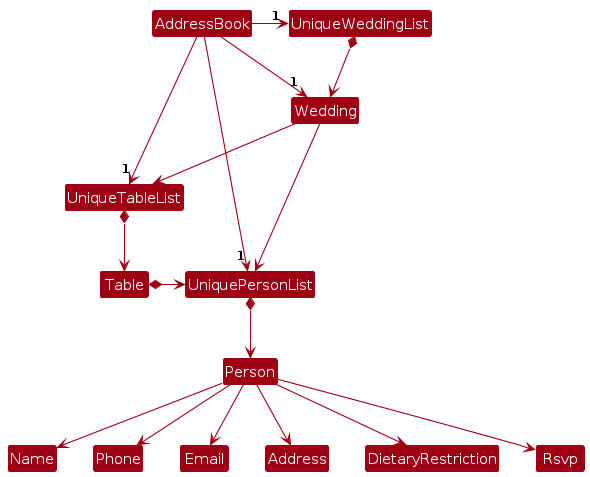 AddressBook
1
UniqueWeddingList
1
Wedding
1
UniqueTableList
1
Table
UniquePersonList
Person
Name
Phone
Email
Address
DietaryRestriction
Rsvp